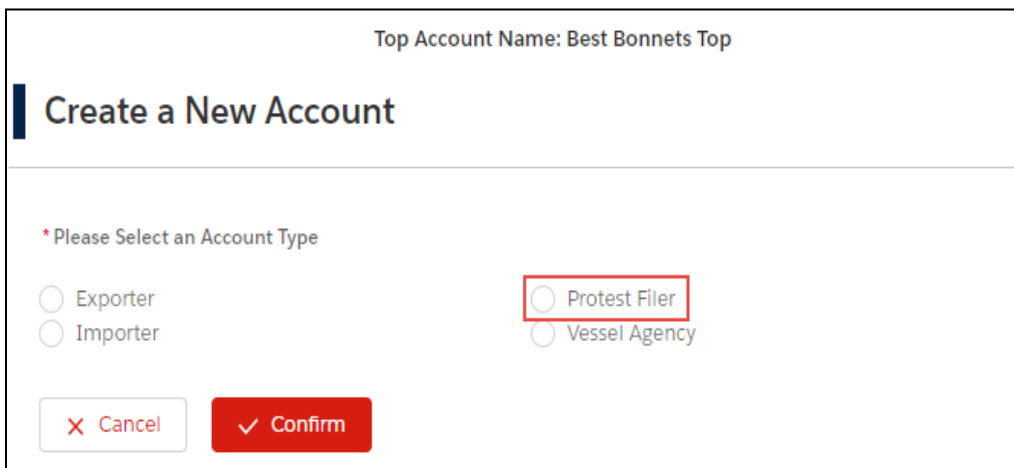 Top Account Name: Best Bonnets Top
Create a New Account
* Please Select an Account Type
Exporter
Protest Filer
Importer
Vessel Agency
Cancel
Confirm